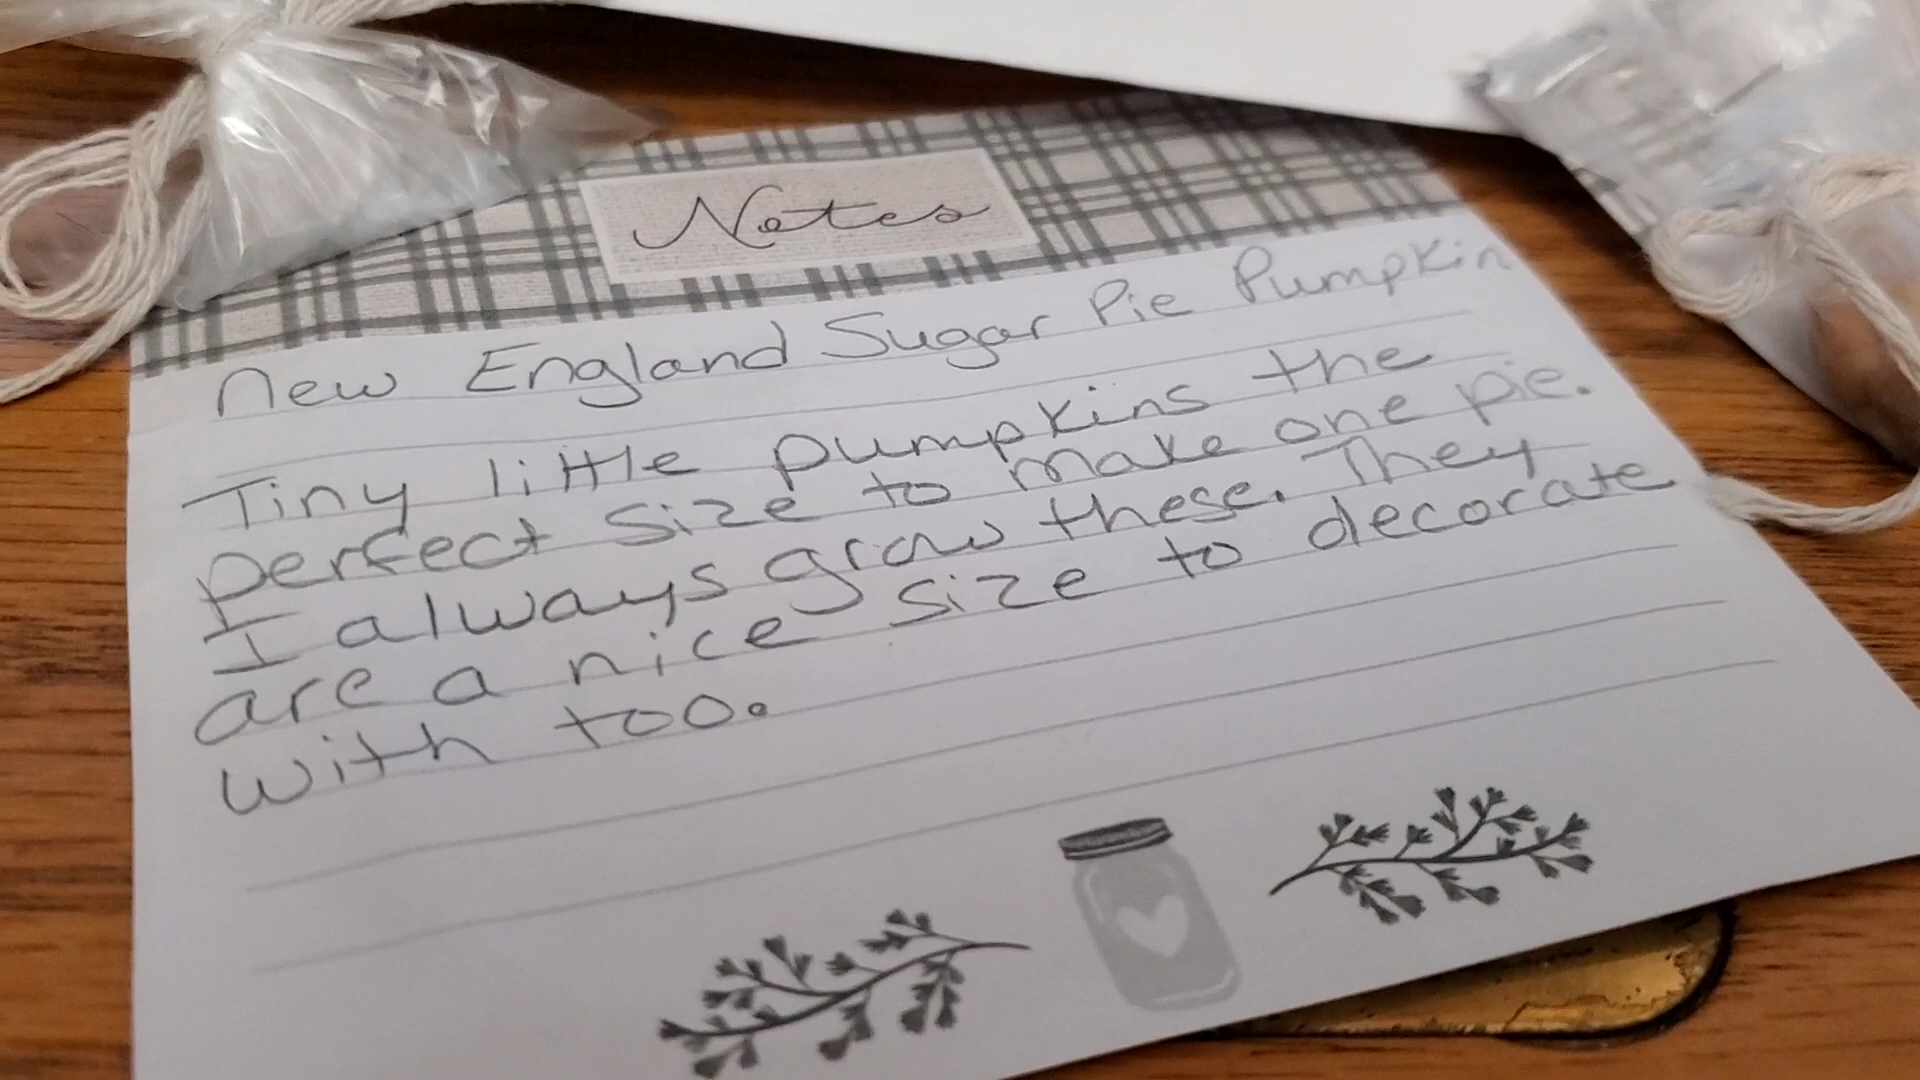 Notes
New England Sugar Pie Pumpkin
Tiny little pumpkins the
perfect size to make one pie.
I always grow these. They
are a nice size to decorate
with too.